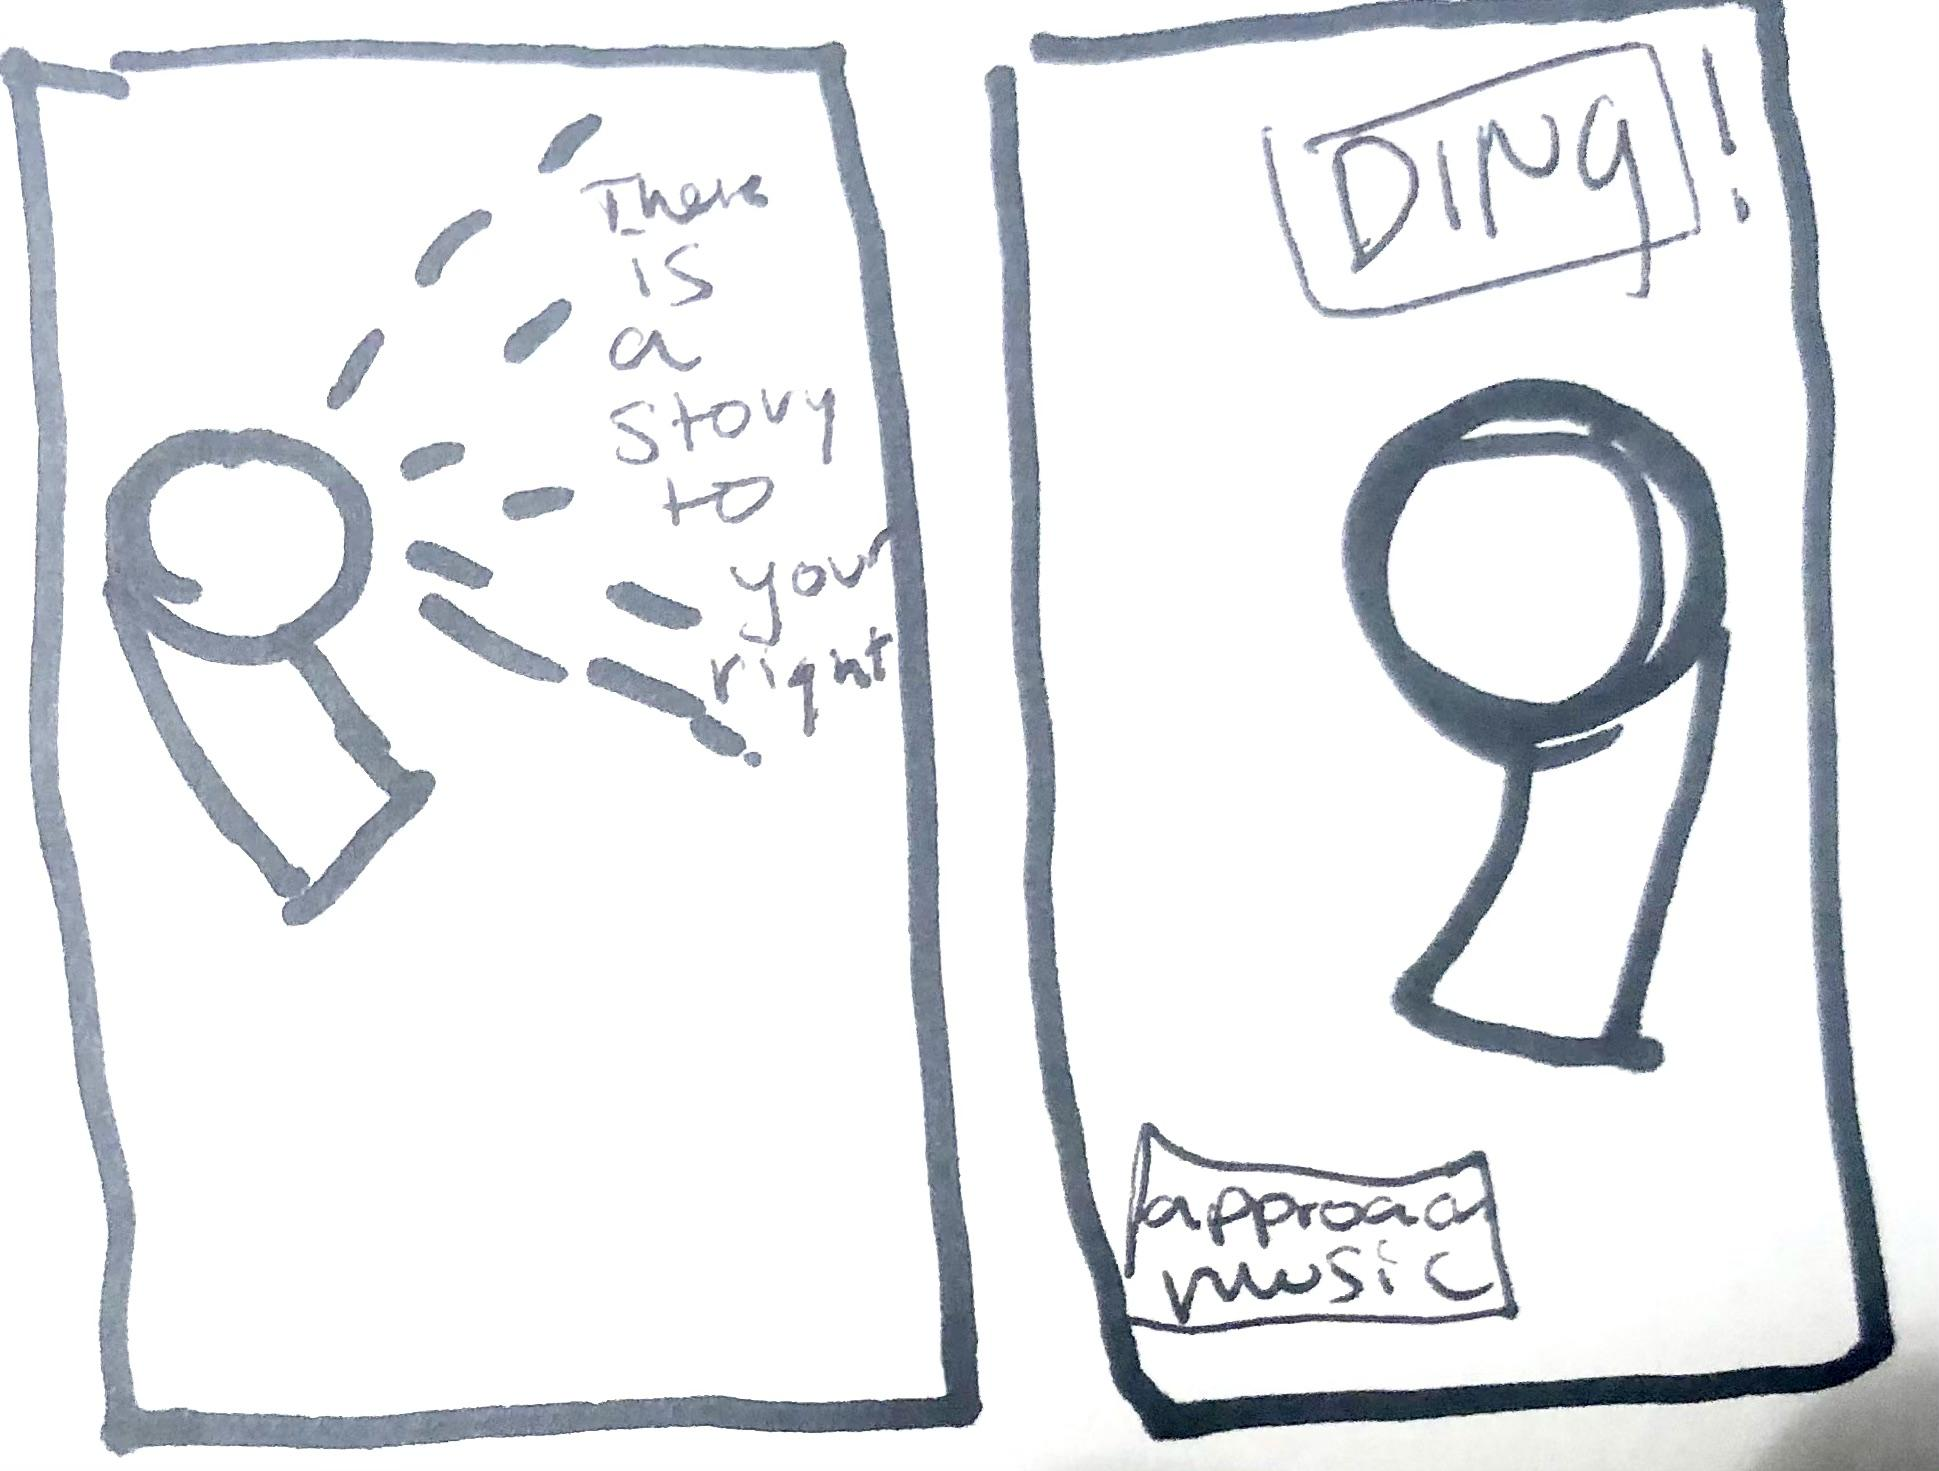 There
is
a
story
to
your
right.
DING!
approach
music